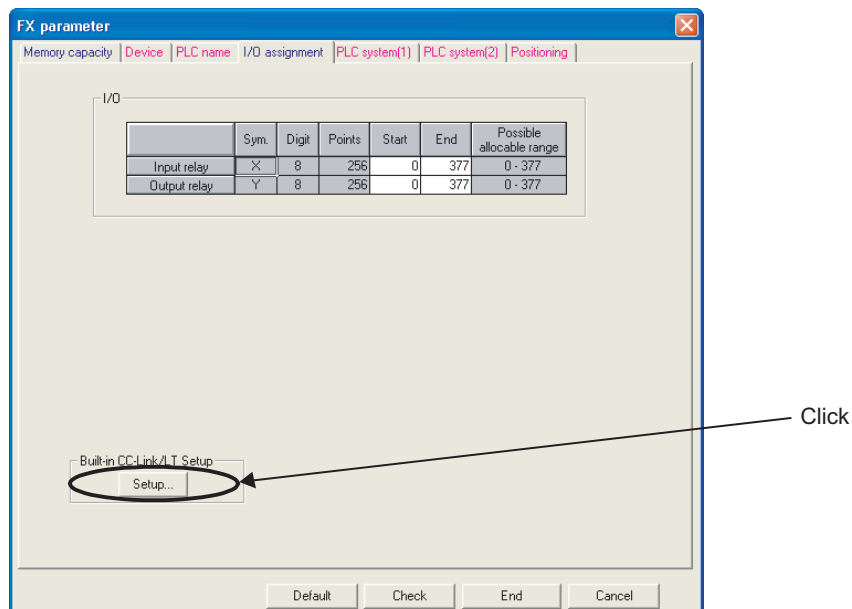 FX parameter
Memory capacity Device PLC name I/O assignment PLC system(1) PLC system(2) Positioning
I/O
Sym. Digit Points Start End Possible allocable range
Input relay X 8 256 0 377 0 - 377
Output relay Y 8 256 0 377 0 - 377
Click
Built-in CC-Link/LT Setup
Setup...
Default Check End Cancel